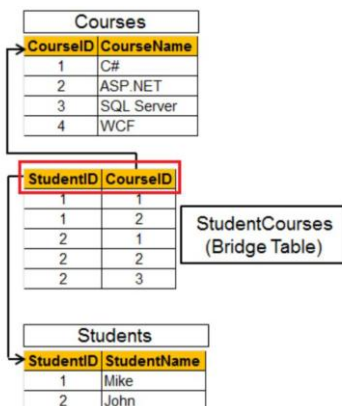 Courses
CourseID CourseName
1 C#
2 ASP.NET
3 SQL Server
4 WCF
StudentID CourseID
1 1
1 2
2 1
2 2
2 3
StudentCourses
(Bridge Table)
Students
StudentID StudentName
1 Mike
2 John